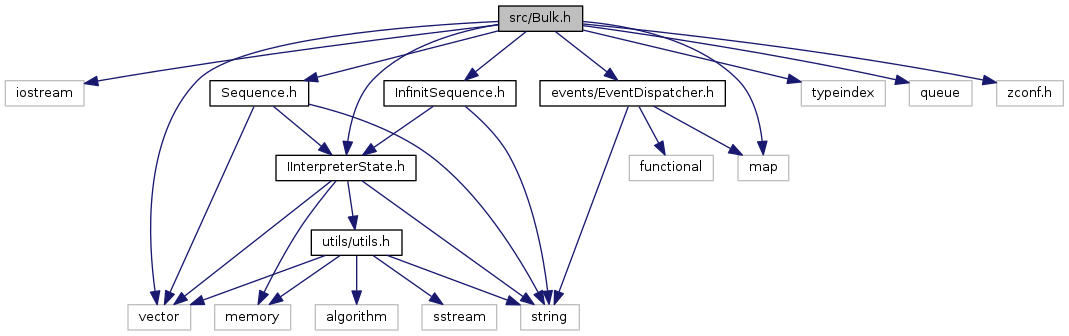 src/Bulk.h
iostream
Sequence.h
InfinitSequence.h
events/EventDispatcher.h
typeindex
queue
zconf.h
IInterpreterState.h
functional
map
utils/utils.h
vector
memory
algorithm
sstream
string